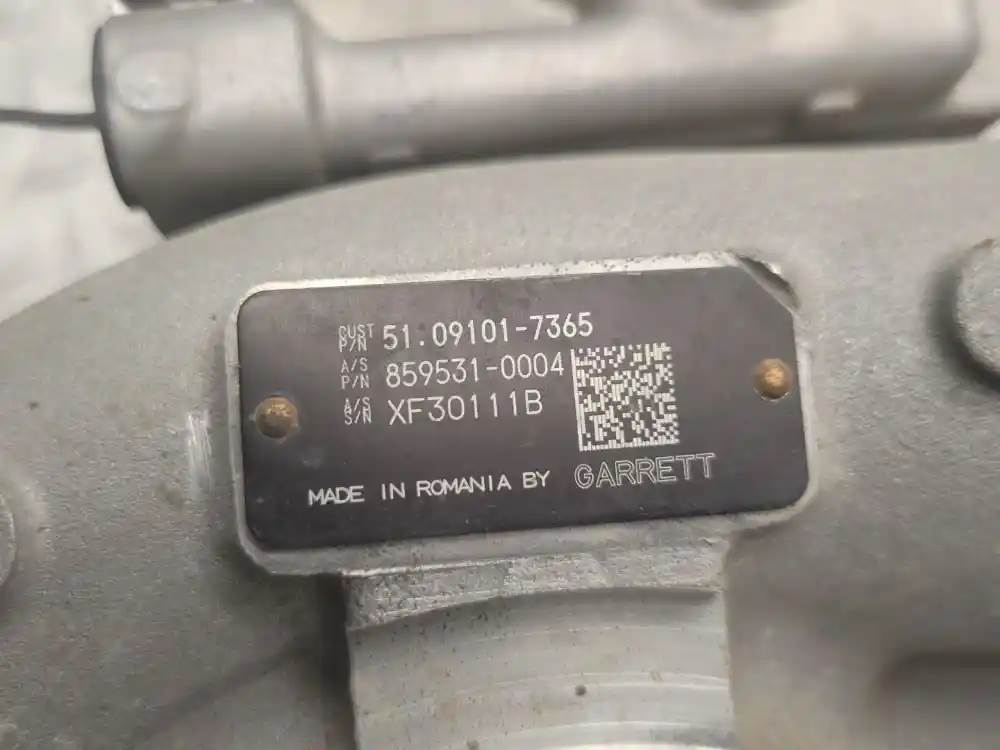 CUST P/N 51.09101-7365
A/S P/N 859531-0004
A/S S/N XF30111B
MADE IN ROMANIA BY GARRETT